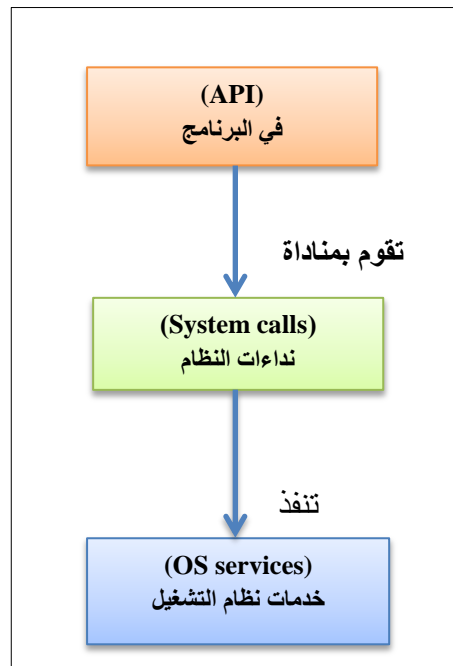 (API)
في البرنامج
تقوم بمناداة
(System calls)
نداءات النظام
تنفذ
(OS services)
خدمات نظام التشغيل